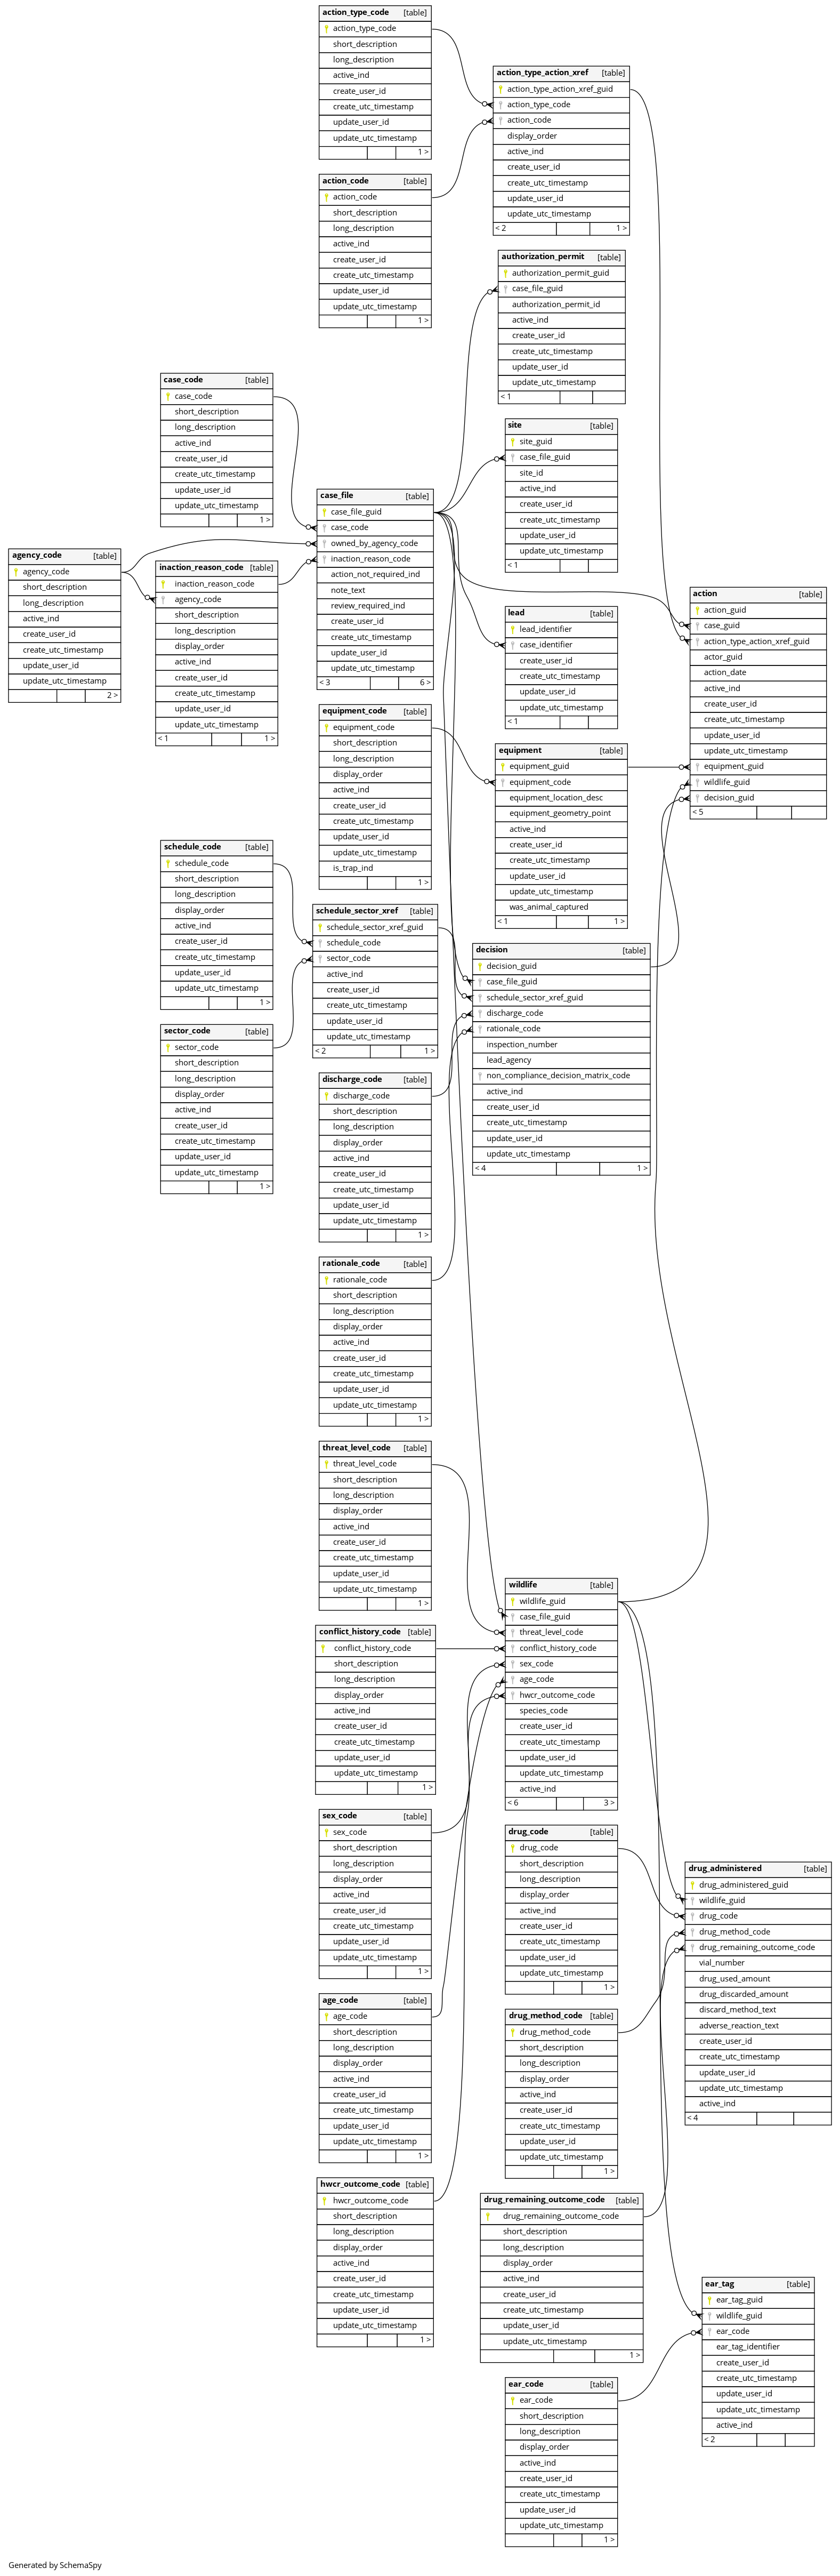 action_type_code [table]
action_type_code
short_description
long_description
active_ind
create_user_id
create_utc_timestamp
update_user_id
update_utc_timestamp
1 >
action_type_action_xref [table]
action_type_action_xref_guid
action_type_code
action_code
display_order
active_ind
create_user_id
create_utc_timestamp
update_user_id
update_utc_timestamp
< 2 1 >
action_code [table]
action_code
short_description
long_description
active_ind
create_user_id
create_utc_timestamp
update_user_id
update_utc_timestamp
1 >
authorization_permit [table]
authorization_permit_guid
case_file_guid
authorization_permit_id
active_ind
create_user_id
create_utc_timestamp
update_user_id
update_utc_timestamp
< 1
case_code [table]
case_code
short_description
long_description
active_ind
create_user_id
create_utc_timestamp
update_user_id
update_utc_timestamp
1 >
site [table]
site_guid
case_file_guid
site_id
active_ind
create_user_id
create_utc_timestamp
update_user_id
update_utc_timestamp
< 1
case_file [table]
case_file_guid
case_code
owned_by_agency_code
inaction_reason_code
action_not_required_ind
note_text
review_required_ind
create_user_id
create_utc_timestamp
update_user_id
update_utc_timestamp
< 3 6 >
agency_code [table]
agency_code
short_description
long_description
active_ind
create_user_id
create_utc_timestamp
update_user_id
update_utc_timestamp
2 >
inaction_reason_code [table]
inaction_reason_code
agency_code
short_description
long_description
display_order
active_ind
create_user_id
create_utc_timestamp
update_user_id
update_utc_timestamp
< 1 1 >
action [table]
action_guid
case_guid
action_type_action_xref_guid
actor_guid
action_date
active_ind
create_user_id
create_utc_timestamp
update_user_id
update_utc_timestamp
equipment_guid
wildlife_guid
decision_guid
< 5
lead [table]
lead_identifier
case_identifier
create_user_id
create_utc_timestamp
update_user_id
update_utc_timestamp
< 1
equipment_code [table]
equipment_code
short_description
long_description
display_order
active_ind
create_user_id
create_utc_timestamp
update_user_id
update_utc_timestamp
is_trap_ind
1 >
equipment [table]
equipment_guid
equipment_code
equipment_location_desc
equipment_geometry_point
active_ind
create_user_id
create_utc_timestamp
update_user_id
update_utc_timestamp
was_animal_captured
< 1 1 >
schedule_code [table]
schedule_code
short_description
long_description
display_order
active_ind
create_user_id
create_utc_timestamp
update_user_id
update_utc_timestamp
1 >
schedule_sector_xref [table]
schedule_sector_xref_guid
schedule_code
sector_code
active_ind
create_user_id
create_utc_timestamp
update_user_id
update_utc_timestamp
< 2 1 >
decision [table]
decision_guid
case_file_guid
schedule_sector_xref_guid
discharge_code
rationale_code
inspection_number
lead_agency
non_compliance_decision_matrix_code
active_ind
create_user_id
create_utc_timestamp
update_user_id
update_utc_timestamp
< 4 1 >
sector_code [table]
sector_code
short_description
long_description
display_order
active_ind
create_user_id
create_utc_timestamp
update_user_id
update_utc_timestamp
1 >
discharge_code [table]
discharge_code
short_description
long_description
display_order
active_ind
create_user_id
create_utc_timestamp
update_user_id
update_utc_timestamp
1 >
rationale_code [table]
rationale_code
short_description
long_description
display_order
active_ind
create_user_id
create_utc_timestamp
update_user_id
update_utc_timestamp
1 >
threat_level_code [table]
threat_level_code
short_description
long_description
display_order
active_ind
create_user_id
create_utc_timestamp
update_user_id
update_utc_timestamp
1 >
wildlife [table]
wildlife_guid
case_file_guid
threat_level_code
conflict_history_code
sex_code
age_code
hwcr_outcome_code
species_code
create_user_id
create_utc_timestamp
update_user_id
update_utc_timestamp
active_ind
< 6 3 >
conflict_history_code [table]
conflict_history_code
short_description
long_description
display_order
active_ind
create_user_id
create_utc_timestamp
update_user_id
update_utc_timestamp
1 >
sex_code [table]
sex_code
short_description
long_description
display_order
active_ind
create_user_id
create_utc_timestamp
update_user_id
update_utc_timestamp
1 >
drug_code [table]
drug_code
short_description
long_description
display_order
active_ind
create_user_id
create_utc_timestamp
update_user_id
update_utc_timestamp
1 >
drug_administered [table]
drug_administered_guid
wildlife_guid
drug_code
drug_method_code
drug_remaining_outcome_code
vial_number
drug_used_amount
drug_discarded_amount
discard_method_text
adverse_reaction_text
create_user_id
create_utc_timestamp
update_user_id
update_utc_timestamp
active_ind
< 4
age_code [table]
age_code
short_description
long_description
display_order
active_ind
create_user_id
create_utc_timestamp
update_user_id
update_utc_timestamp
1 >
drug_method_code [table]
drug_method_code
short_description
long_description
display_order
active_ind
create_user_id
create_utc_timestamp
update_user_id
update_utc_timestamp
1 >
hwcr_outcome_code [table]
hwcr_outcome_code
short_description
long_description
display_order
active_ind
create_user_id
create_utc_timestamp
update_user_id
update_utc_timestamp
1 >
drug_remaining_outcome_code [table]
drug_remaining_outcome_code
short_description
long_description
display_order
active_ind
create_user_id
create_utc_timestamp
update_user_id
update_utc_timestamp
1 >
ear_tag [table]
ear_tag_guid
wildlife_guid
ear_code
ear_tag_identifier
create_user_id
create_utc_timestamp
update_user_id
update_utc_timestamp
active_ind
< 2
ear_code [table]
ear_code
short_description
long_description
display_order
active_ind
create_user_id
create_utc_timestamp
update_user_id
update_utc_timestamp
1 >
Generated by SchemaSpy